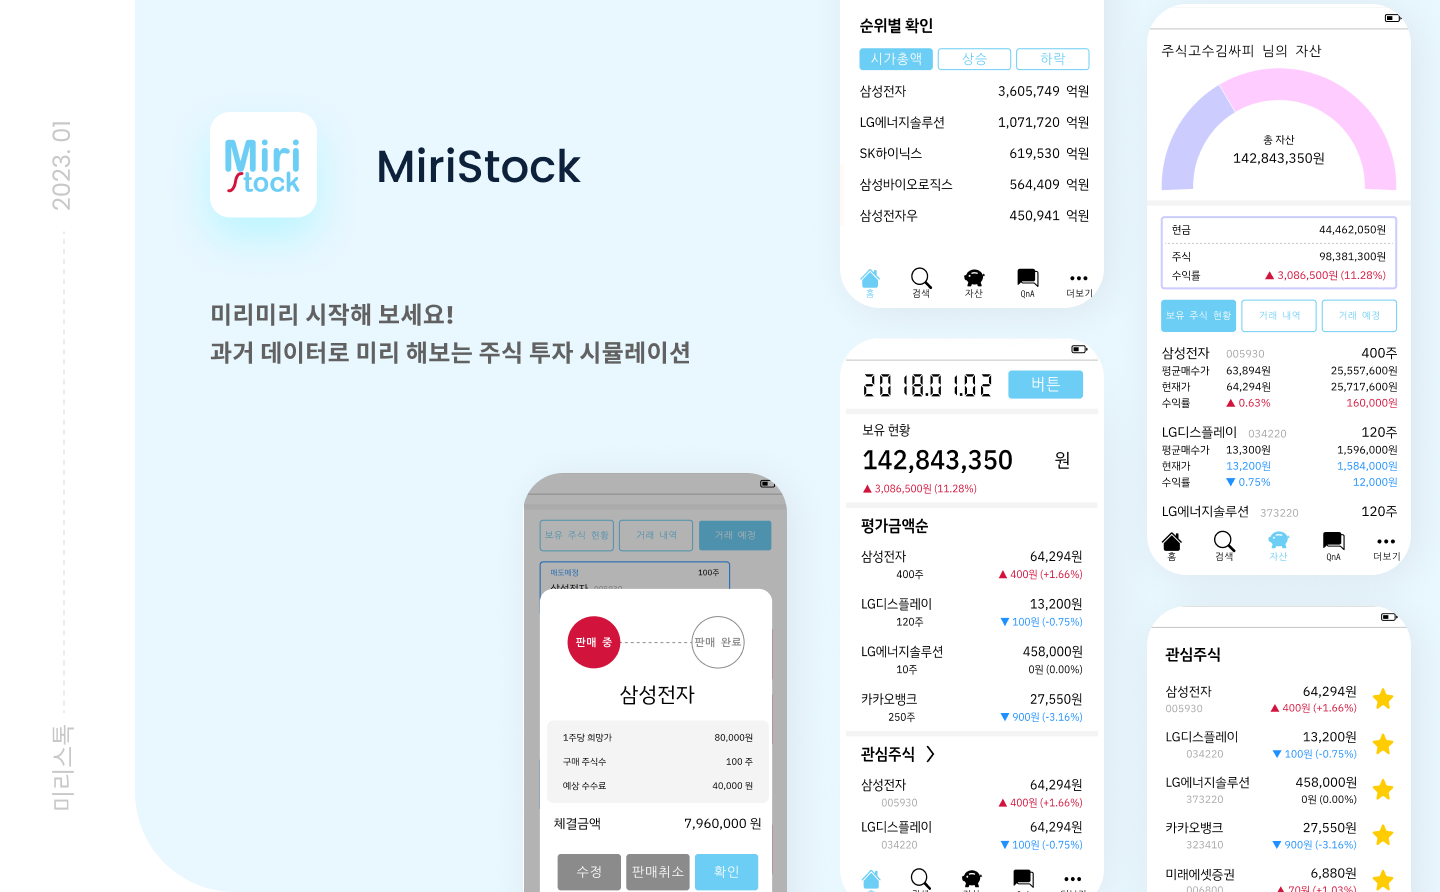 2023. 01
미리스톡
Miri
Stock
MiriStock
미리미리 시작해 보세요!
과거 데이터로 미리 해보는 주식 투자 시뮬레이션
보유 주식 현황 거래 내역 거래 예정
매도예정 100주
삼성전자 005930
판매 중 판매 완료
삼성전자
1주당 희망가 80,000원
구매 주식수 100 주
예상 수수료 40,000 원
체결금액 7,960,000 원
수정 판매취소 확인
순위별 확인
시가총액 상승 하락
삼성전자 3,605,749 억원
LG에너지솔루션 1,071,720 억원
SK하이닉스 619,530 억원
삼성바이오로직스 564,409 억원
삼성전자우 450,941 억원
홈 검색 자산 QnA 더보기
2018.01.02 버튼
보유 현황
142,843,350 원
▲ 3,086,500원 (11.28%)
평가금액순
삼성전자 64,294원
400주 ▲ 400원 (+1.66%)
LG디스플레이 13,200원
120주 ▼ 100원 (-0.75%)
LG에너지솔루션 458,000원
10주 0원 (0.00%)
카카오뱅크 27,550원
250주 ▼ 900원 (-3.16%)
관심주식 >
삼성전자 64,294원
005930 ▲ 400원 (+1.66%)
LG디스플레이 64,294원
034220 ▼ 100원 (-0.75%)
주식고수김싸피 님의 자산
총 자산
142,843,350원
현금 44,462,050원
주식 98,381,300원
수익률 ▲ 3,086,500원 (11.28%)
보유 주식 현황 거래 내역 거래 예정
삼성전자 005930 400주
평균매수가 63,894원 25,557,600원
현재가 64,294원 25,717,600원
수익률 ▲ 0.63% 160,000원
LG디스플레이 034220 120주
평균매수가 13,300원 1,596,000원
현재가 13,200원 1,584,000원
수익률 ▼ 0.75% 12,000원
LG에너지솔루션 373220 120주
홈 검색 자산 QnA 더보기
관심주식
삼성전자 64,294원
005930 ▲ 400원 (+1.66%)
LG디스플레이 13,200원
034220 ▼ 100원 (-0.75%)
LG에너지솔루션 458,000원
373220 0원 (0.00%)
카카오뱅크 27,550원
323410 ▼ 900원 (-3.16%)
미래에셋증권 6,880원
006800 ▲ 70원 (+1.03%)